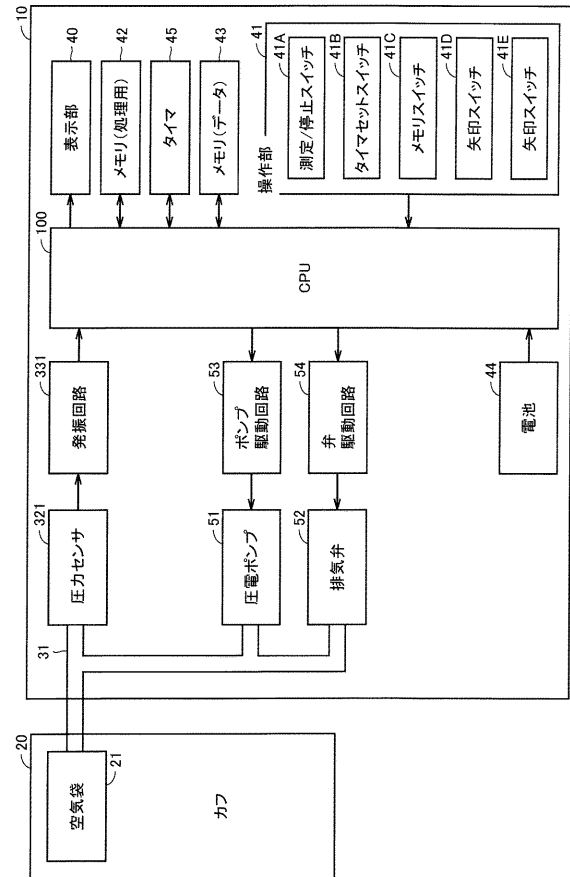 10
20
空気袋
21
カフ
31
圧力センサ
321
発振回路
331
圧電ポンプ
51
ポンプ
駆動回路
53
排気弁
52
弁
駆動回路
54
電池
44
CPU
100
表示部
40
メモリ(処理用)
42
タイマ
45
メモリ(データ)
43
操作部
41
測定/停止スイッチ
41A
タイマセットスイッチ
41B
メモリスイッチ
41C
矢印スイッチ
41D
矢印スイッチ
41E